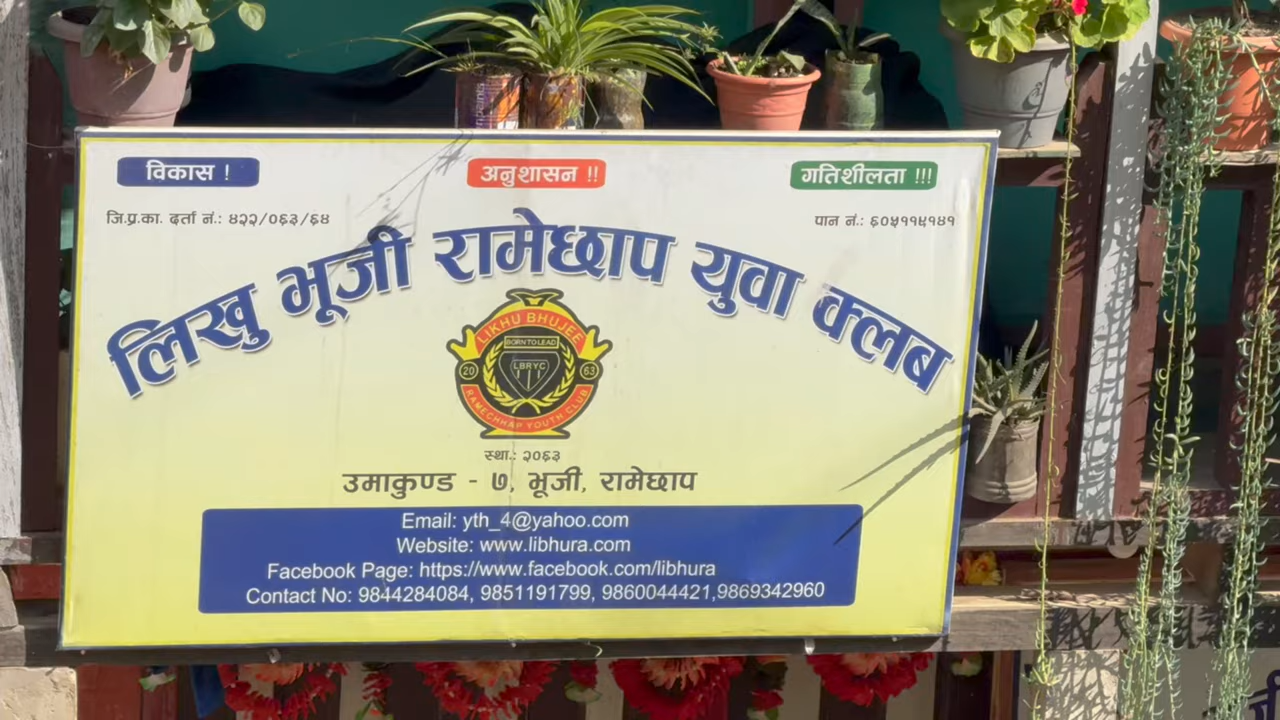 विकास !
अनुशासन !!
गतिशीलता !!!
जि.प्र.का. दर्ता नं.: ४२२/०६३/६४
पान नं.: ६०५११५१४१
लिखु भूजी रामेछाप युवा क्लब
LIKHU BHUJEE
BORN TO LEAD
LBRYC
20 63
RAMECHHAP YOUTH CLUB
स्था.: २०६३
उमाकुण्ड - ७, भूजी, रामेछाप
Email: yth_4@yahoo.com
Website: www.libhura.com
Facebook Page: https://www.facebook.com/libhura
Contact No: 9844284084, 9851191799, 9860044421,9869342960